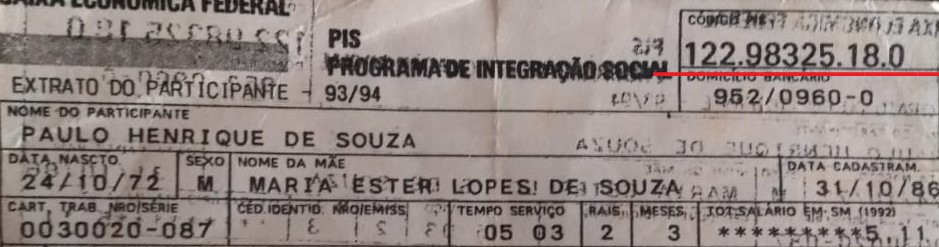 CAIXA ECONÔMICA FEDERAL
PIS
PROGRAMA DE INTEGRAÇÃO SOCIAL
122.98325.18.0
EXTRATO DO PARTICIPANTE - 93/94
DOMICÍLIO BANCÁRIO
952/0960-0
NOME DO PARTICIPANTE
PAULO HENRIQUE DE SOUZA
DATA NASCTO. SEXO NOME DA MÃE DATA CADASTRAM.
24/10/72 M MARIA ESTER LOPES DE SOUZA 31/10/86
CART. TRAB. NRO/SÉRIE CÉD. IDENTID. NRO/EMISS. TEMPO SERVIÇO RAIS MESES TOT. SALÁRIO EM SM (1992)
0030020-087 05 03 2 3 *********5,11